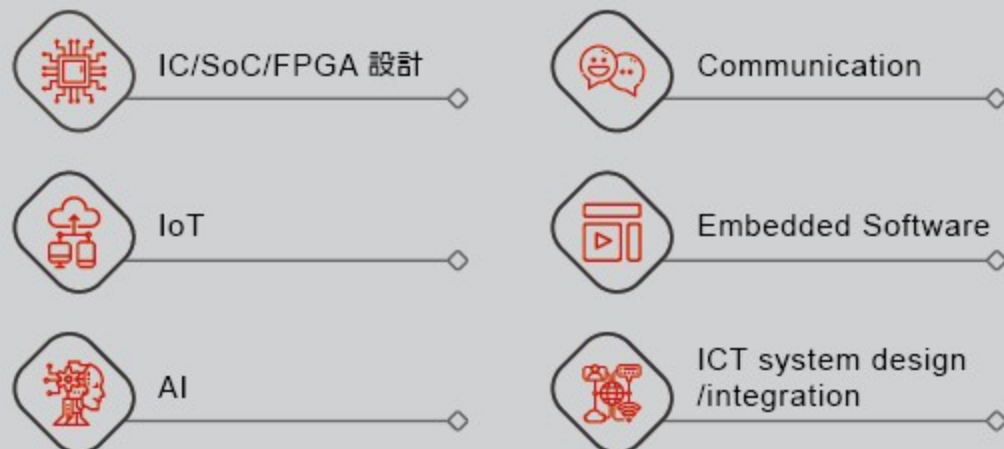 IC/SoC/FPGA 設計
Communication
IoT
Embedded Software
AI
ICT system design
/integration